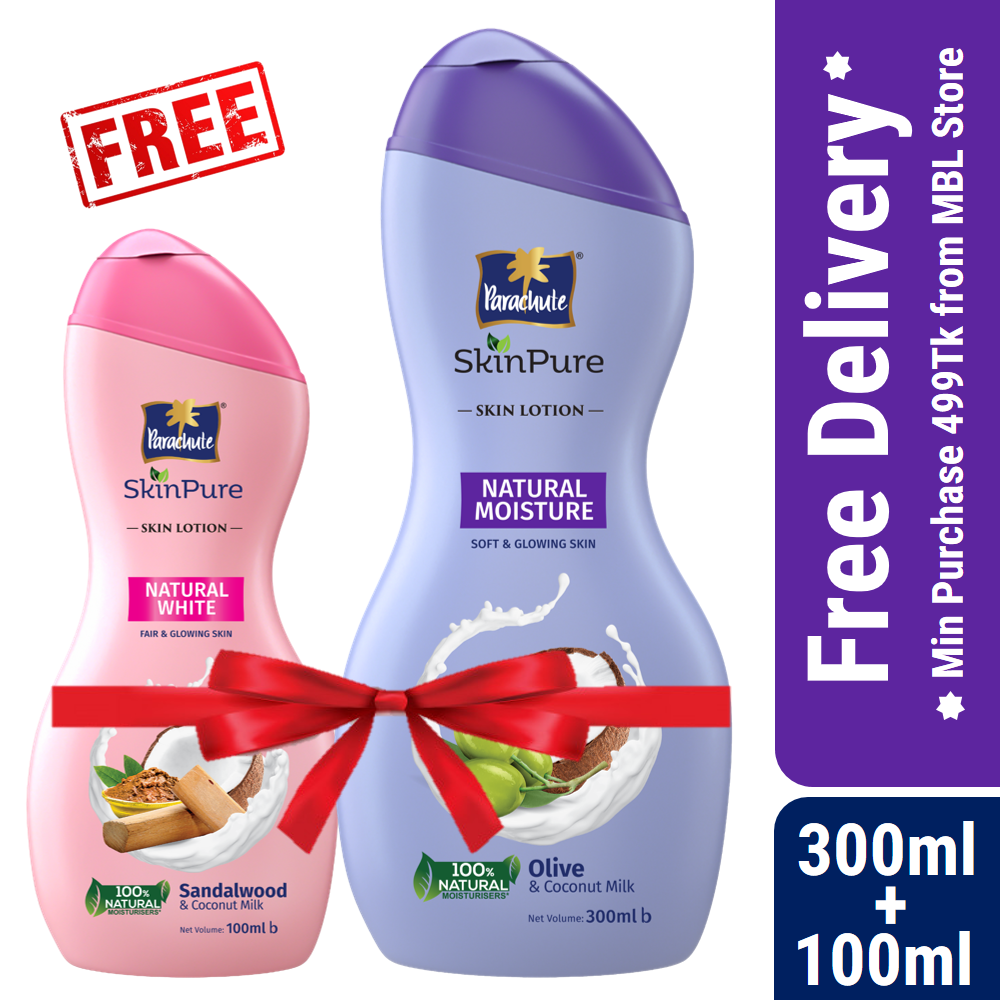 FREE
Parachute®
SkinPure
SKIN LOTION
NATURAL
WHITE
FAIR & GLOWING SKIN
100%
NATURAL
MOISTURISERS*
Sandalwood
& Coconut Milk
Net Volume: 100ml b
Parachute®
SkinPure
SKIN LOTION
NATURAL
MOISTURE
SOFT & GLOWING SKIN
100%
NATURAL
MOISTURISERS*
Olive
& Coconut Milk
Net Volume: 300ml b
Free Delivery*
* Min Purchase 499Tk from MBL Store
300ml
+
100ml